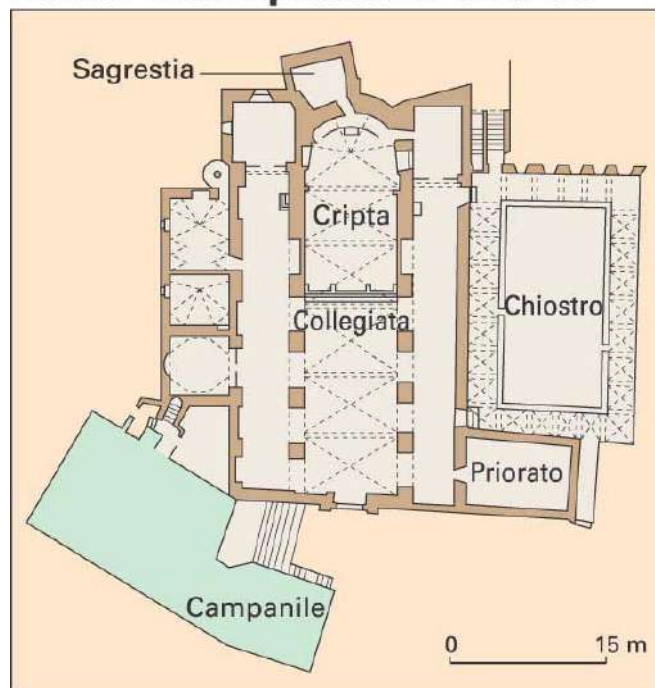 Sagrestia
Cripta
Collegiata
Chiostro
Priorato
Campanile
0 15 m